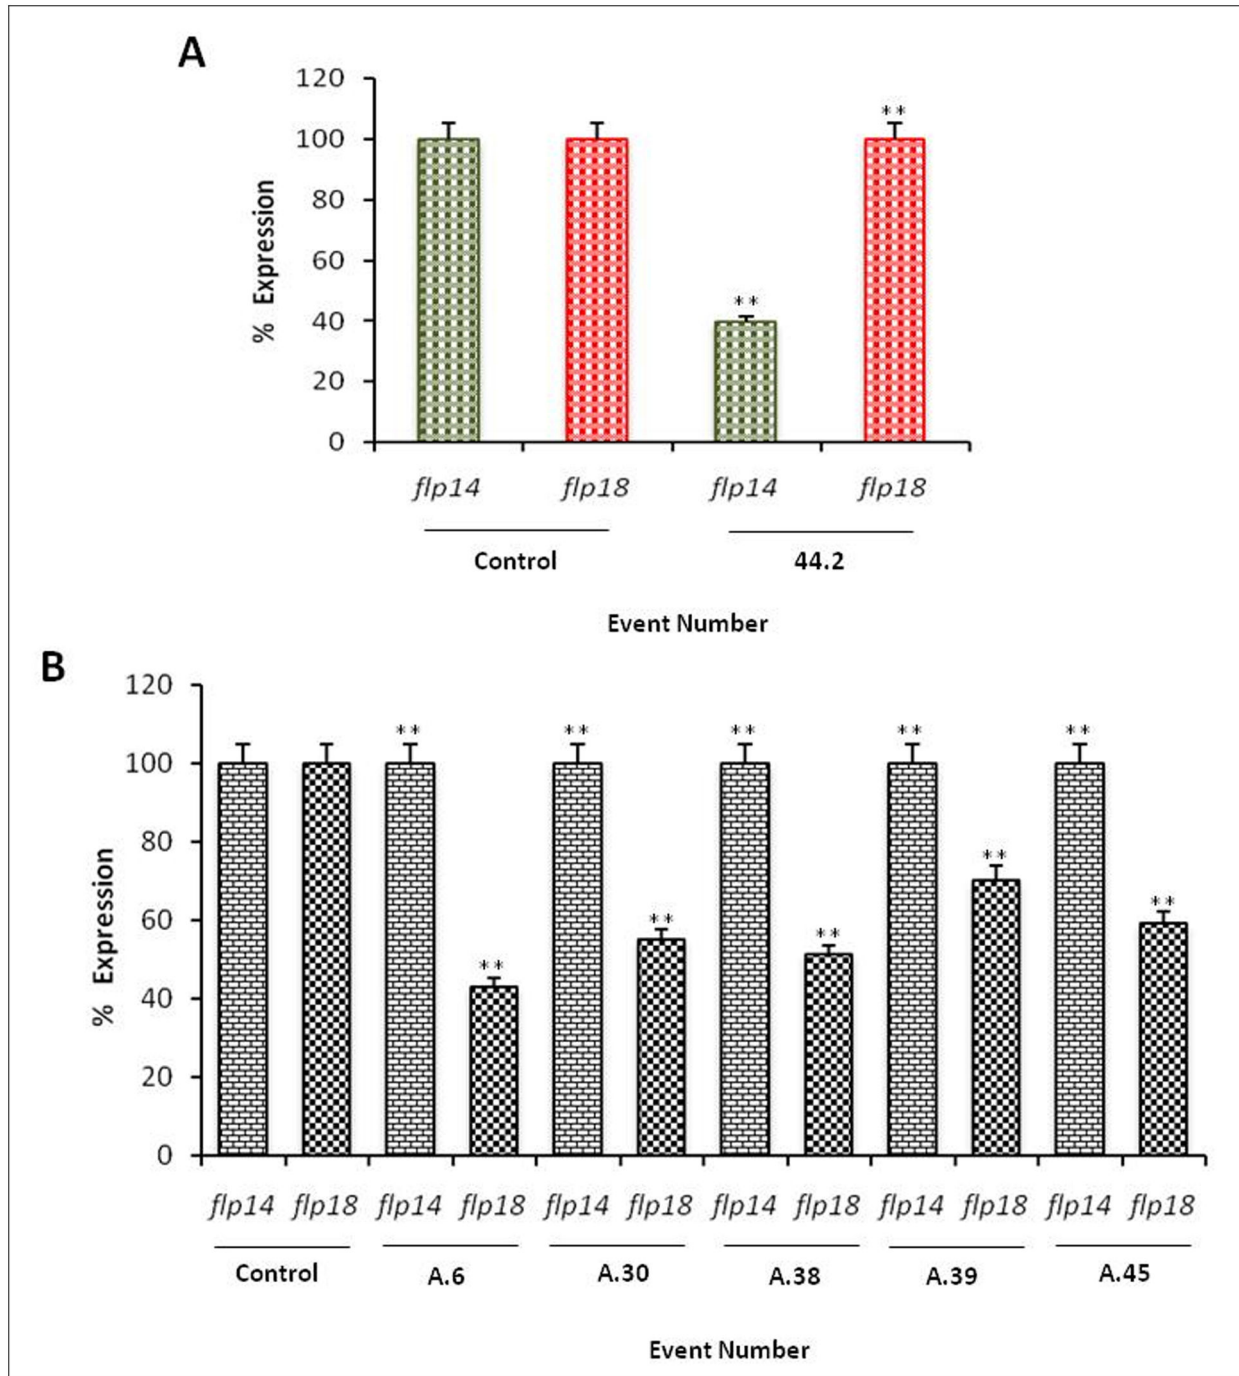 A
120
100
80
60
40
20
0
% Expression
**
**
flp14 flp18 flp14 flp18
Control 44.2
Event Number
B
120
100
80
60
40
20
0
% Expression
** ** ** ** **
** ** ** ** **
flp14 flp18 flp14 flp18 flp14 flp18 flp14 flp18 flp14 flp18 flp14 flp18
Control A.6 A.30 A.38 A.39 A.45
Event Number